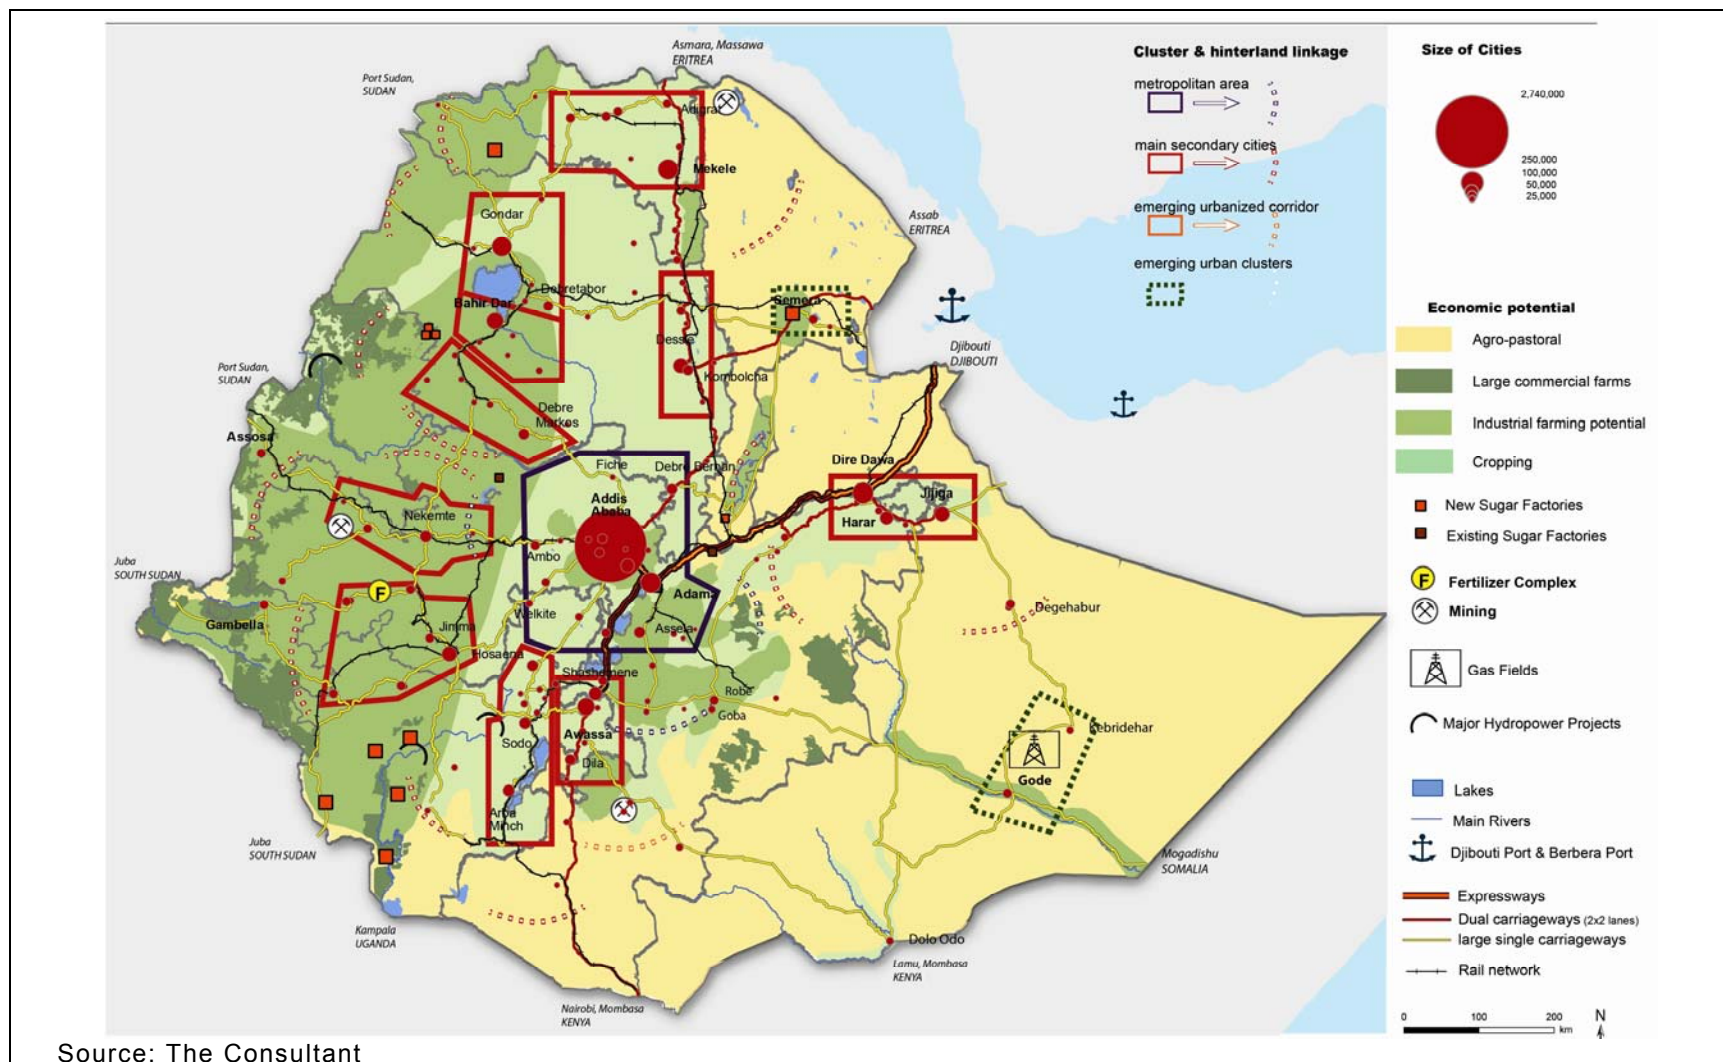 Asmara, Massawa
ERITREA
Port Sudan,
SUDAN
Adigrat
Mekele
Gondar
Assab
ERITREA
Bahir Dar
Debretabor
Semera
Dessie
Kombolcha
Djibouti
DJIBOUTI
Port Sudan,
SUDAN
Debre
Markos
Assosa
Fiche
Debre Berhan
Dire Dawa
Addis
Ababa
Jijiga
Harar
Nekemte
Ambo
Juba
SOUTH SUDAN
F
Adama
Welkite
Degehabur
Gambella
Jimma
Assela
Hosaena
Shashemene
Robe
Goba
Kebridehar
Awassa
Sodo
Dila
Gode
Arba
Minch
Juba
SOUTH SUDAN
Mogadishu
SOMALIA
Kampala
UGANDA
Dolo Odo
Lamu, Mombasa
KENYA
Nairobi, Mombasa
KENYA
Cluster & hinterland linkage
metropolitan area
main secondary cities
emerging urbanized corridor
emerging urban clusters
Size of Cities
2,740,000
250,000
100,000
50,000
25,000
Economic potential
Agro-pastoral
Large commercial farms
Industrial farming potential
Cropping
New Sugar Factories
Existing Sugar Factories
F Fertilizer Complex
Mining
Gas Fields
Major Hydropower Projects
Lakes
Main Rivers
Djibouti Port & Berbera Port
Expressways
Dual carriageways (2x2 lanes)
large single carriageways
Rail network
0 100 200
km
N
Source: The Consultant